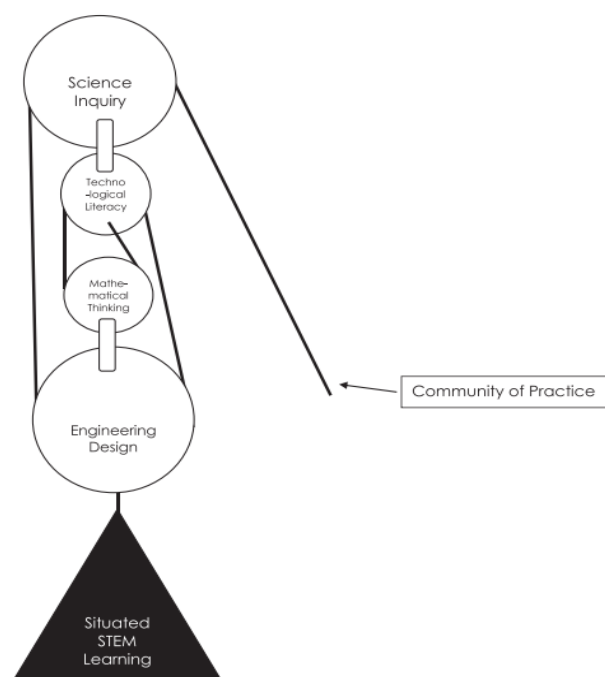 Science
Inquiry
Techno
-logical
Literacy
Mathe-
matical
Thinking
Community of Practice
Engineering
Design
Situated
STEM
Learning